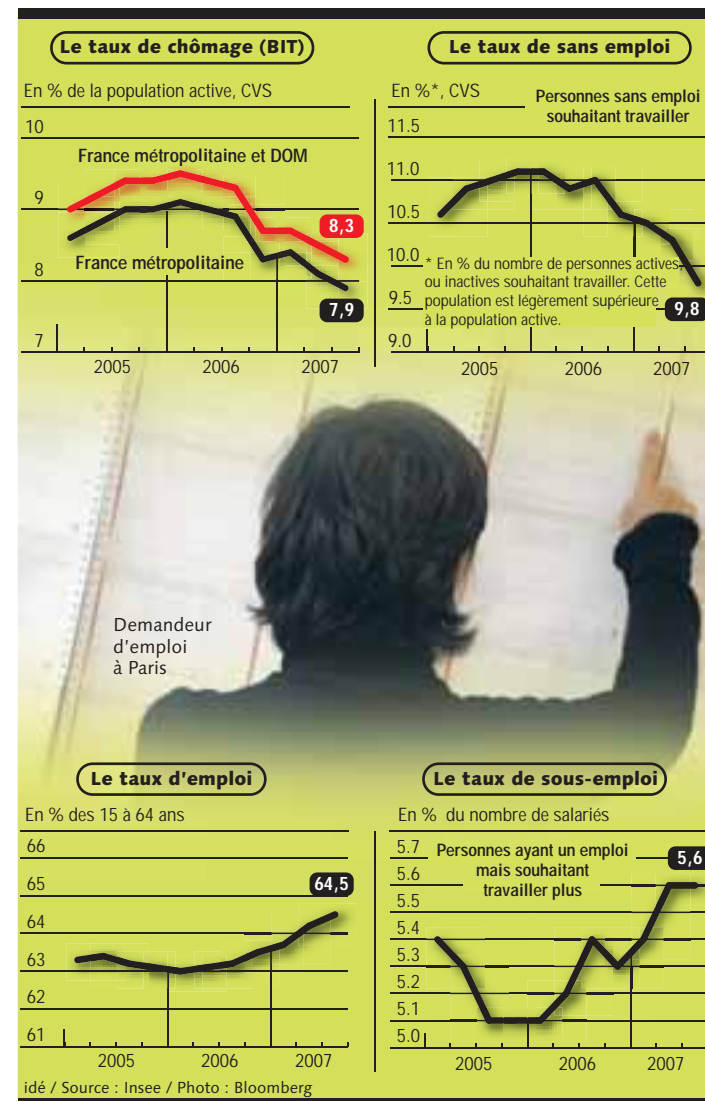 Le taux de chômage (BIT)
En % de la population active, CVS
10
France métropolitaine et DOM
9
8,3
France métropolitaine
8
7,9
7
2005 2006 2007
Le taux de sans emploi
En %*, CVS
Personnes sans emploi
souhaitant travailler
11.5
11.0
10.5
10.0
* En % du nombre de personnes actives,
ou inactives souhaitant travailler. Cette
population est légèrement supérieure
à la population active.
9.5
9,8
9.0
2005 2006 2007
Demandeur
d'emploi
à Paris
Le taux d'emploi
En % des 15 à 64 ans
66
65
64,5
64
63
62
61
2005 2006 2007
Le taux de sous-emploi
En % du nombre de salariés
5.7
Personnes ayant un emploi
mais souhaitant
travailler plus
5,6
5.6
5.5
5.4
5.3
5.2
5.1
5.0
2005 2006 2007
idé / Source : Insee / Photo : Bloomberg